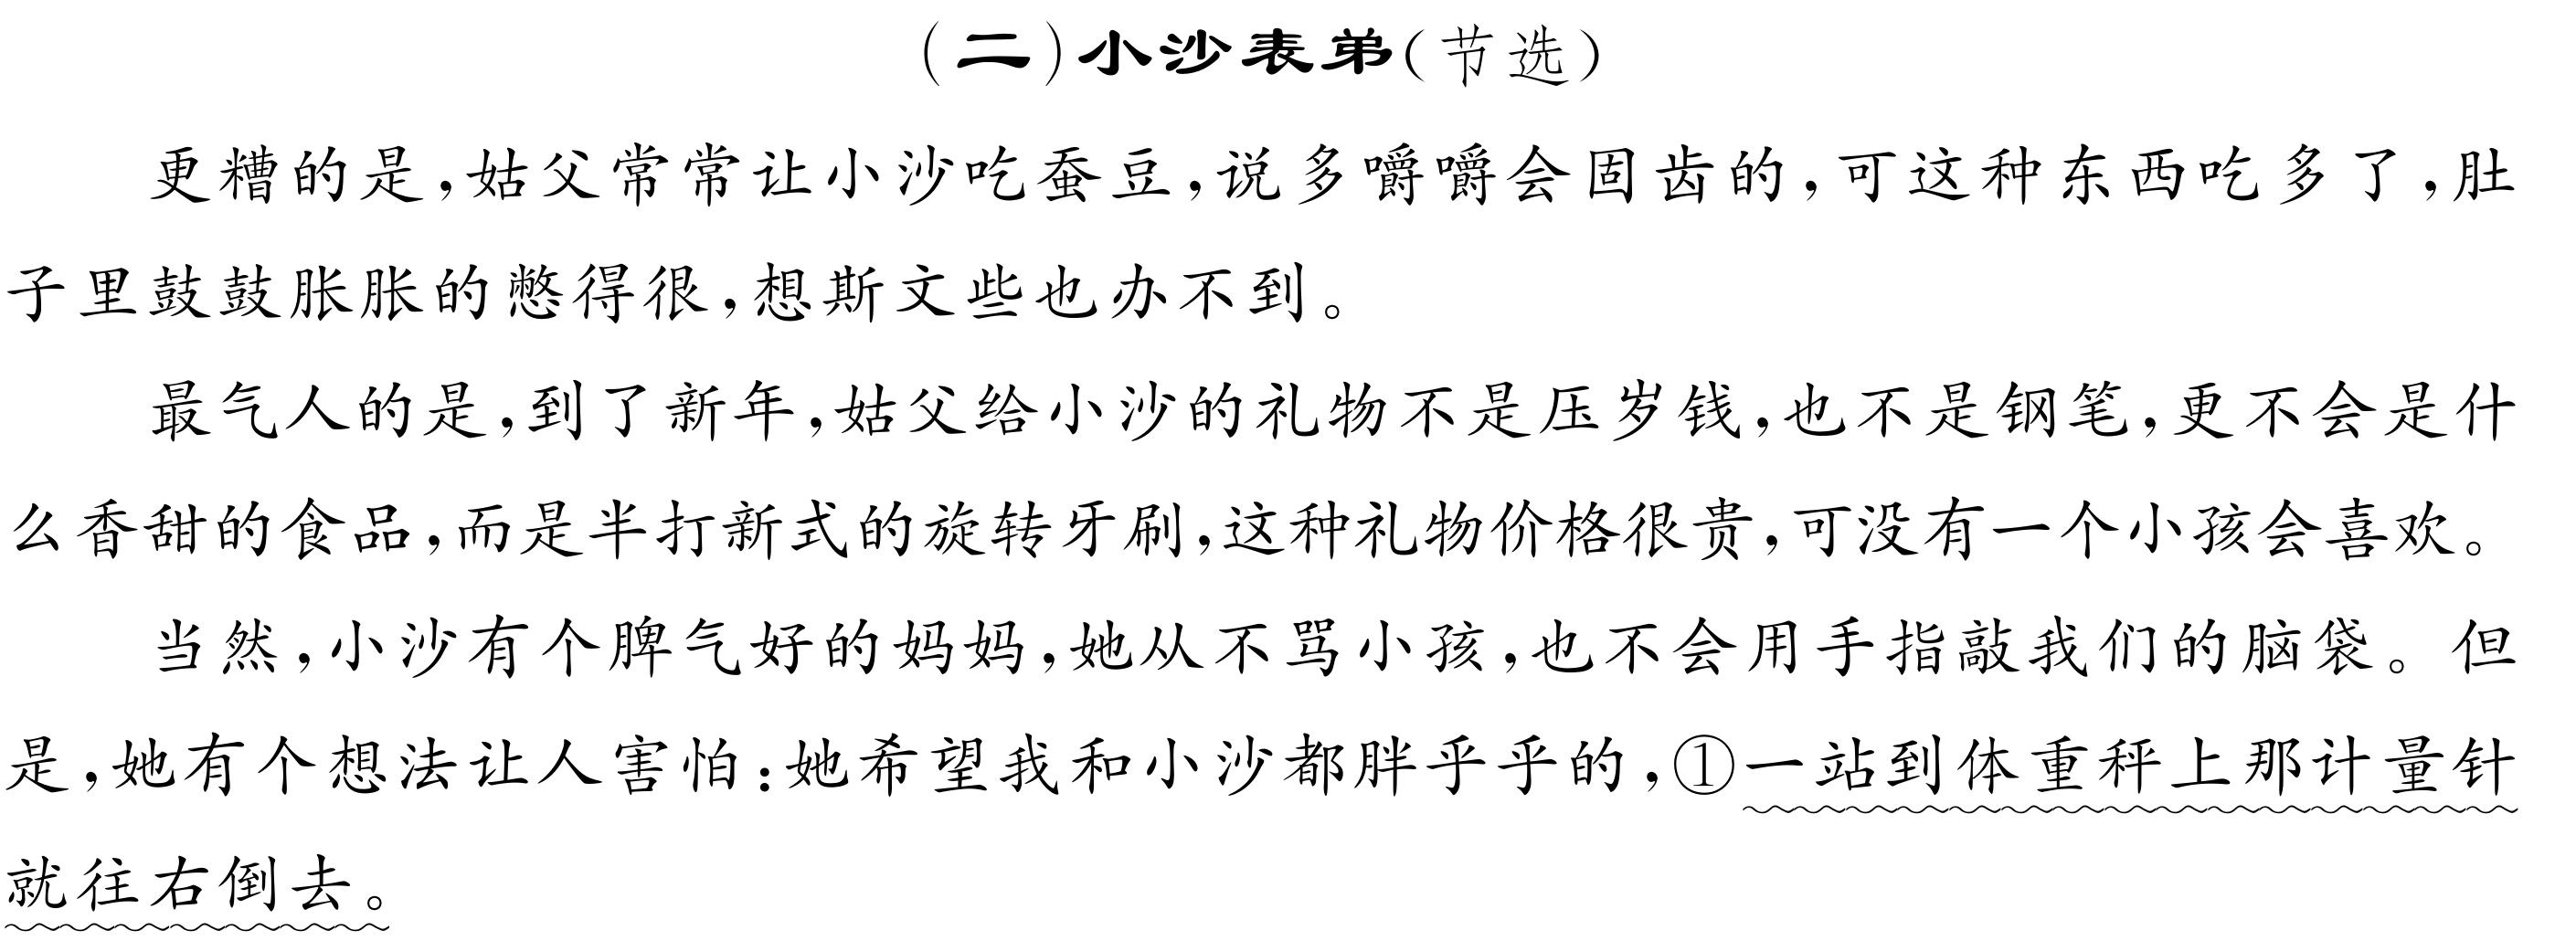 (二)小沙表弟(节选)
更糟的是,姑父常常让小沙吃蚕豆,说多嚼嚼会固齿的,可这种东西吃多了,肚
子里鼓鼓胀胀的憋得很,想斯文些也办不到。
最气人的是,到了新年,姑父给小沙的礼物不是压岁钱,也不是钢笔,更不会是什
么香甜的食品,而是半打新式的旋转牙刷,这种礼物价格很贵,可没有一个小孩会喜欢。
当然,小沙有个脾气好的妈妈,她从不骂小孩,也不会用手指敲我们的脑袋。但
是,她有个想法让人害怕:她希望我和小沙都胖乎乎的,①一站到体重秤上那计量针
就往右倒去。